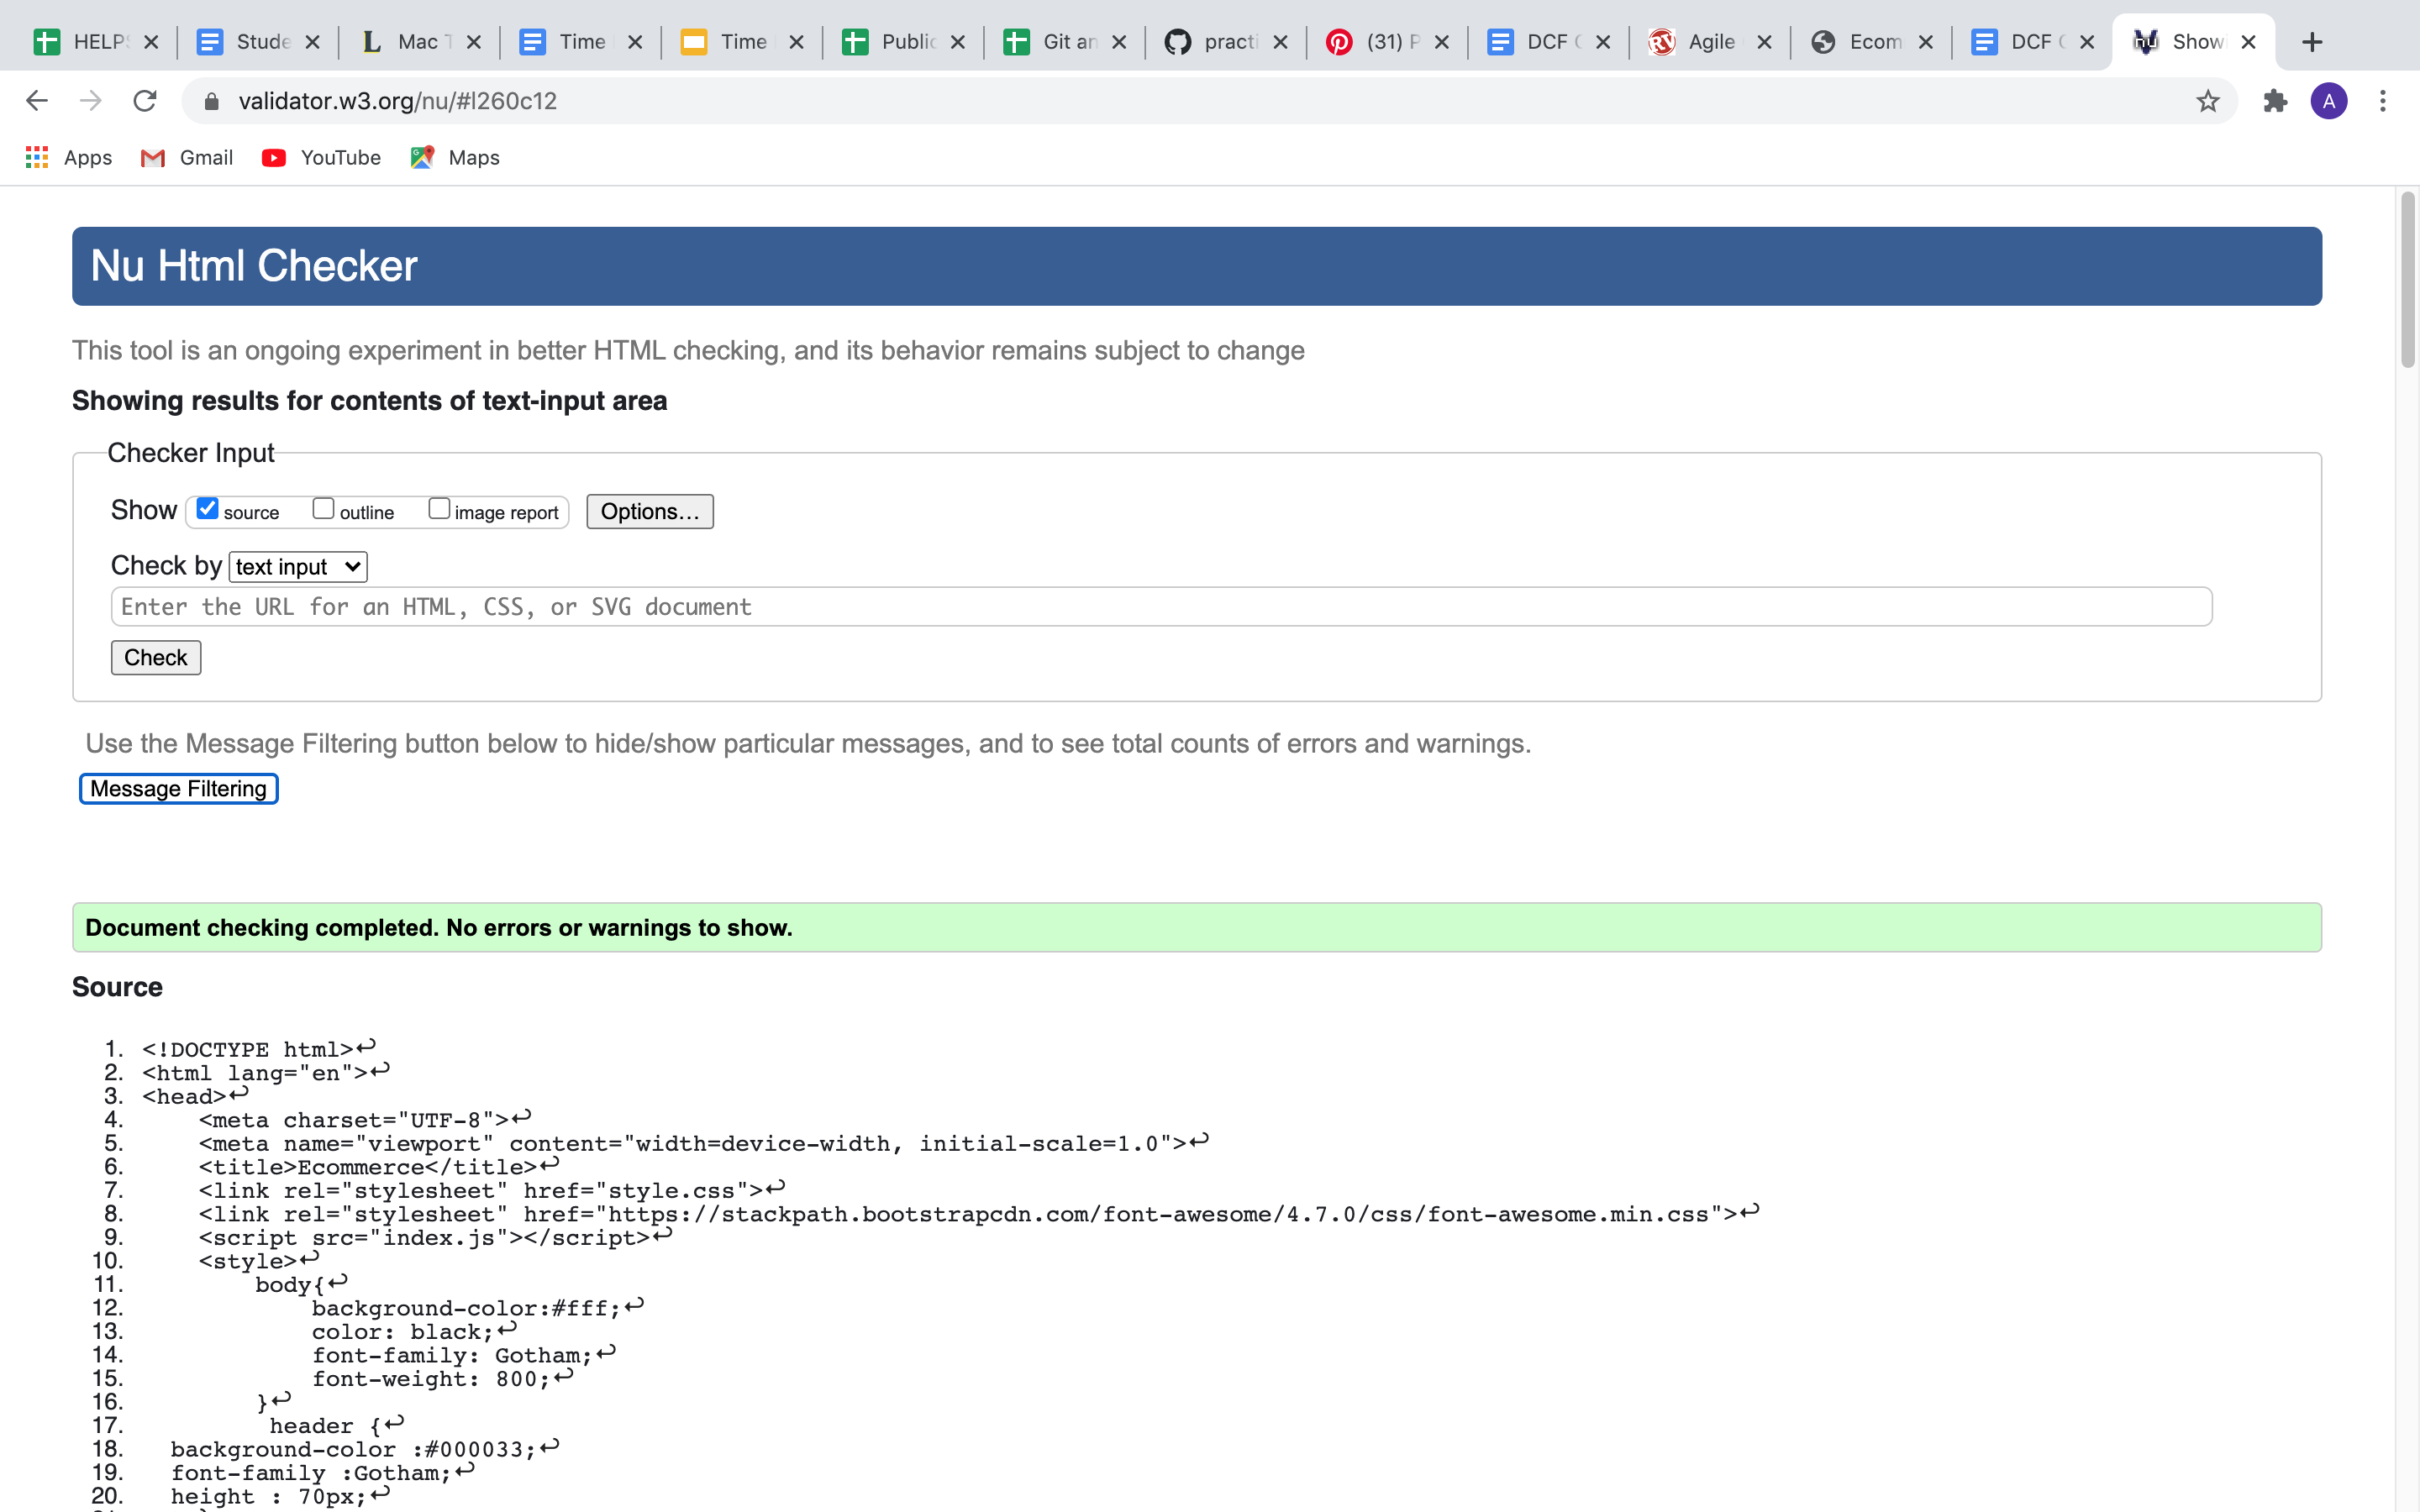 HELP Stude Mac T Time Time Public Git an practi (31) P DCF C Agile Ecom DCF C Show
validator.w3.org/nu/#l260c12 A
Apps Gmail YouTube Maps
Nu Html Checker
This tool is an ongoing experiment in better HTML checking, and its behavior remains subject to change
Showing results for contents of text-input area
Checker Input
Show source outline image report Options…
Check by text input
Enter the URL for an HTML, CSS, or SVG document
Check
Use the Message Filtering button below to hide/show particular messages, and to see total counts of errors and warnings.
Message Filtering
Document checking completed. No errors or warnings to show.
Source
1. <!DOCTYPE html>↩
2. <html lang="en">↩
3. <head>↩
4. <meta charset="UTF-8">↩
5. <meta name="viewport" content="width=device-width, initial-scale=1.0">↩
6. <title>Ecommerce</title>↩
7. <link rel="stylesheet" href="style.css">↩
8. <link rel="stylesheet" href="https://stackpath.bootstrapcdn.com/font-awesome/4.7.0/css/font-awesome.min.css">↩
9. <script src="index.js"></script>↩
10. <style>↩
11. body{↩
12. background-color:#fff;↩
13. color: black;↩
14. font-family: Gotham;↩
15. font-weight: 800;↩
16. }↩
17. header {↩
18. background-color :#000033;↩
19. font-family :Gotham;↩
20. height : 70px;↩